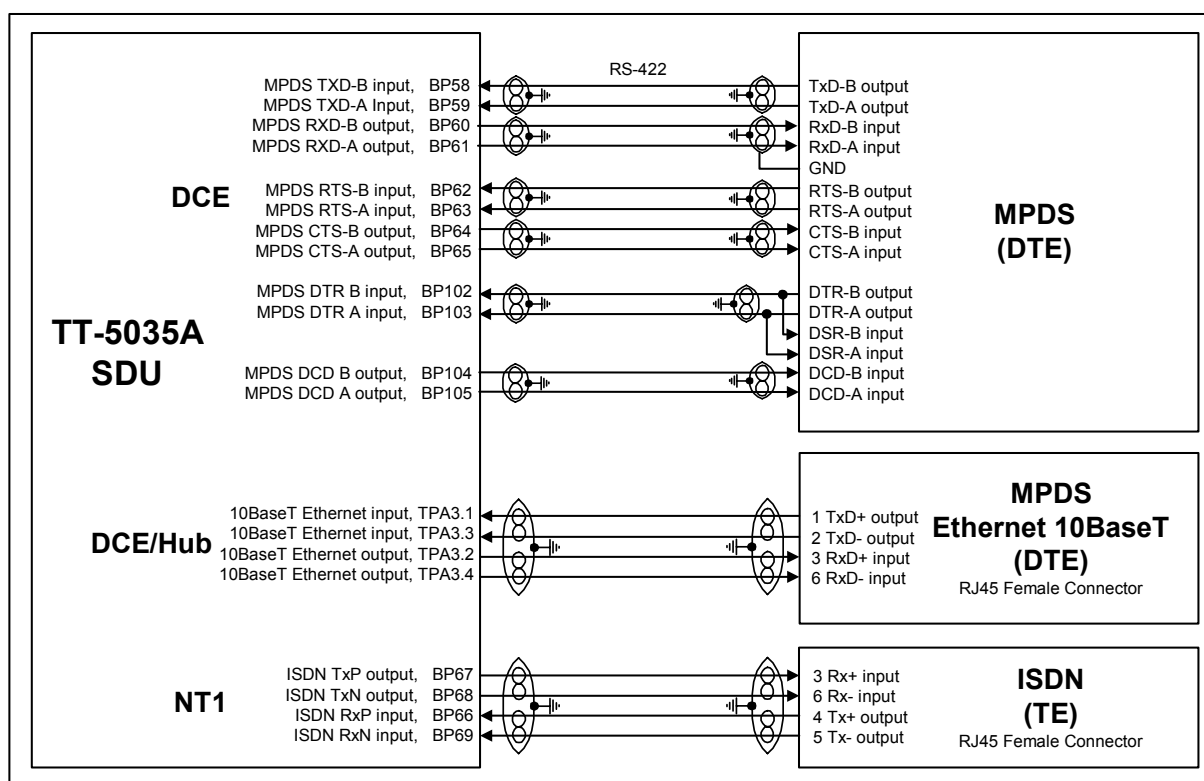 RS-422
MPDS TXD-B input, BP58
MPDS TXD-A Input, BP59
MPDS RXD-B output, BP60
MPDS RXD-A output, BP61
MPDS RTS-B input, BP62
MPDS RTS-A input, BP63
MPDS CTS-B output, BP64
MPDS CTS-A output, BP65
MPDS DTR B input, BP102
MPDS DTR A input, BP103
MPDS DCD B output, BP104
MPDS DCD A output, BP105
DCE
TT-5035A
SDU
10BaseT Ethernet input, TPA3.1
10BaseT Ethernet input, TPA3.3
10BaseT Ethernet output, TPA3.2
10BaseT Ethernet output, TPA3.4
DCE/Hub
ISDN TxP output, BP67
ISDN TxN output, BP68
ISDN RxP input, BP66
ISDN RxN input, BP69
NT1
TxD-B output
TxD-A output
RxD-B input
RxD-A input
GND
RTS-B output
RTS-A output
CTS-B input
CTS-A input
DTR-B output
DTR-A output
DSR-B input
DSR-A input
DCD-B input
DCD-A input
MPDS
(DTE)
1 TxD+ output
2 TxD- output
3 RxD+ input
6 RxD- input
MPDS
Ethernet 10BaseT
(DTE)
RJ45 Female Connector
3 Rx+ input
6 Rx- input
4 Tx+ output
5 Tx- output
ISDN
(TE)
RJ45 Female Connector